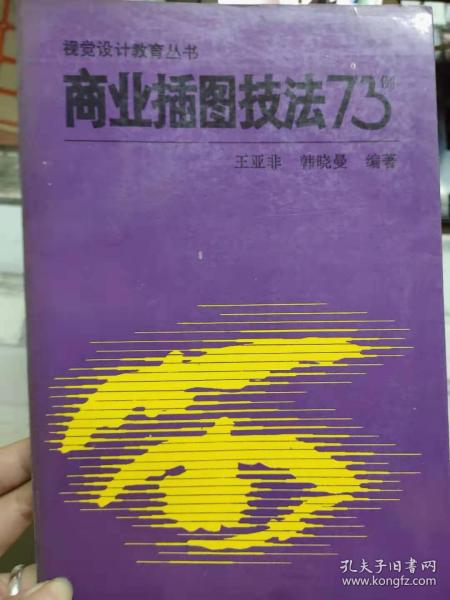 视觉设计教育丛书
商业插图技法73例
王亚非 韩晓曼 编著
孔夫子旧书网
www.kongfz.com